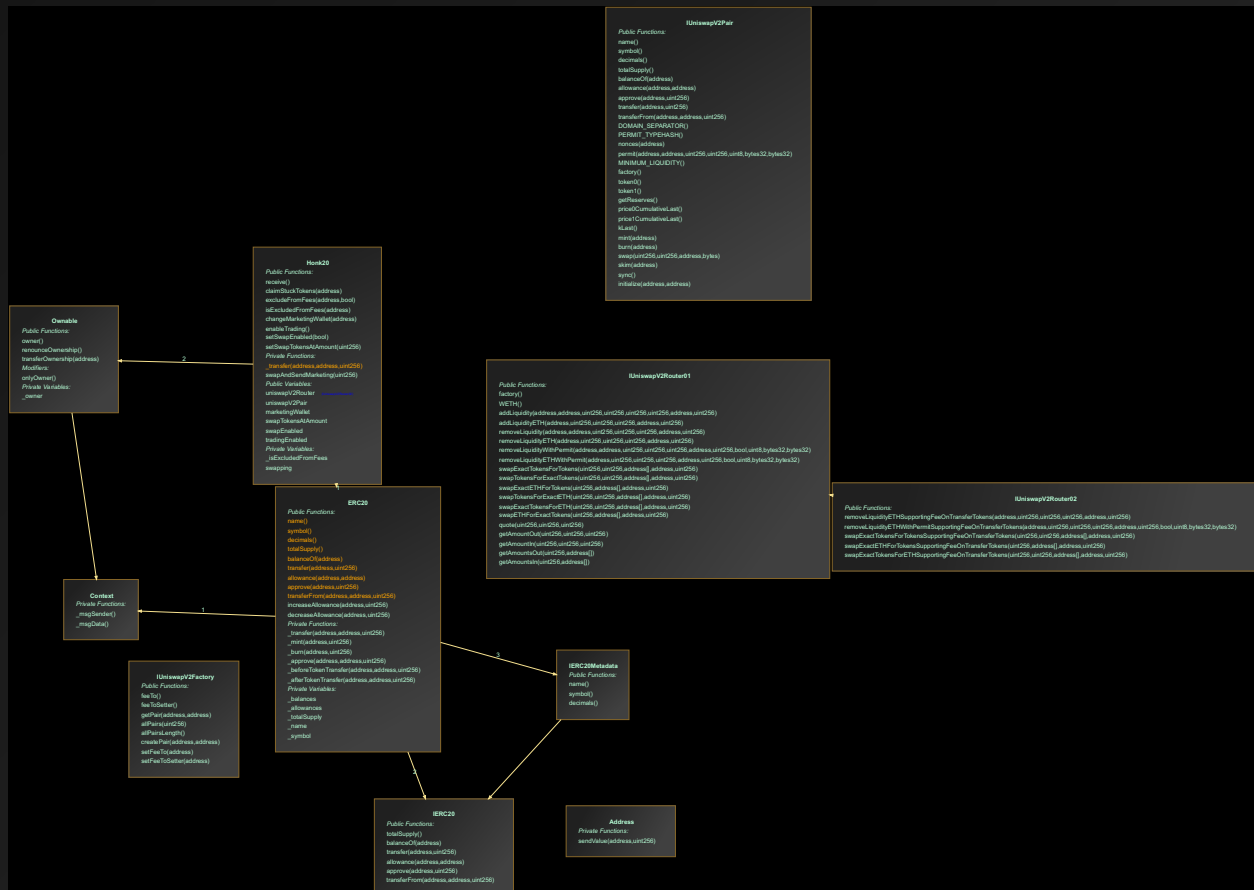 IUniswapV2Pair
Public Functions:
name()
symbol()
decimals()
totalSupply()
balanceOf(address)
allowance(address,address)
approve(address,uint256)
transfer(address,uint256)
transferFrom(address,address,uint256)
DOMAIN_SEPARATOR()
PERMIT_TYPEHASH()
nonces(address)
permit(address,address,uint256,uint256,uint8,bytes32,bytes32)
MINIMUM_LIQUIDITY()
factory()
token0()
token1()
getReserves()
price0CumulativeLast()
price1CumulativeLast()
kLast()
mint(address)
burn(address)
swap(uint256,uint256,address,bytes)
skim(address)
sync()
initialize(address,address)
Honk20
Public Functions:
receive()
claimStuckTokens(address)
excludeFromFees(address,bool)
isExcludedFromFees(address)
changeMarketingWallet(address)
enableTrading()
setSwapEnabled(bool)
setSwapTokensAtAmount(uint256)
Private Functions:
_transfer(address,address,uint256)
swapAndSendMarketing(uint256)
Public Variables:
uniswapV2Router
uniswapV2Pair
marketingWallet
swapTokensAtAmount
swapEnabled
tradingEnabled
Private Variables:
_isExcludedFromFees
swapping
Ownable
Public Functions:
owner()
renounceOwnership()
transferOwnership(address)
Modifiers:
onlyOwner()
Private Variables:
_owner
2
IUniswapV2Router01
Public Functions:
factory()
WETH()
addLiquidity(address,address,uint256,uint256,uint256,uint256,address,uint256)
addLiquidityETH(address,uint256,uint256,uint256,address,uint256)
removeLiquidity(address,address,uint256,uint256,uint256,address,uint256)
removeLiquidityETH(address,uint256,uint256,uint256,address,uint256)
removeLiquidityWithPermit(address,address,uint256,uint256,uint256,address,uint256,bool,uint8,bytes32,bytes32)
removeLiquidityETHWithPermit(address,uint256,uint256,uint256,address,uint256,bool,uint8,bytes32,bytes32)
swapExactTokensForTokens(uint256,uint256,address[],address,uint256)
swapTokensForExactTokens(uint256,uint256,address[],address,uint256)
swapExactETHForTokens(uint256,address[],address,uint256)
swapTokensForExactETH(uint256,uint256,address[],address,uint256)
swapExactTokensForETH(uint256,uint256,address[],address,uint256)
swapETHForExactTokens(uint256,address[],address,uint256)
quote(uint256,uint256,uint256)
getAmountOut(uint256,uint256,uint256)
getAmountIn(uint256,uint256,uint256)
getAmountsOut(uint256,address[])
getAmountsIn(uint256,address[])
IUniswapV2Router02
Public Functions:
removeLiquidityETHSupportingFeeOnTransferTokens(address,uint256,uint256,uint256,address,uint256)
removeLiquidityETHWithPermitSupportingFeeOnTransferTokens(address,uint256,uint256,uint256,address,uint256,bool,uint8,bytes32,bytes32)
swapExactTokensForTokensSupportingFeeOnTransferTokens(uint256,uint256,address[],address,uint256)
swapExactETHForTokensSupportingFeeOnTransferTokens(uint256,address[],address,uint256)
swapExactTokensForETHSupportingFeeOnTransferTokens(uint256,uint256,address[],address,uint256)
ERC20
Public Functions:
name()
symbol()
decimals()
totalSupply()
balanceOf(address)
transfer(address,uint256)
allowance(address,address)
approve(address,uint256)
transferFrom(address,address,uint256)
increaseAllowance(address,uint256)
decreaseAllowance(address,uint256)
Private Functions:
_transfer(address,address,uint256)
_mint(address,uint256)
_burn(address,uint256)
_approve(address,address,uint256)
_beforeTokenTransfer(address,address,uint256)
_afterTokenTransfer(address,address,uint256)
Private Variables:
_balances
_allowances
_totalSupply
_name
_symbol
Context
Private Functions:
_msgSender()
_msgData()
1
3
IERC20Metadata
Public Functions:
name()
symbol()
decimals()
IUniswapV2Factory
Public Functions:
feeTo()
feeToSetter()
getPair(address,address)
allPairs(uint256)
allPairsLength()
createPair(address,address)
setFeeTo(address)
setFeeToSetter(address)
2
IERC20
Public Functions:
totalSupply()
balanceOf(address)
transfer(address,uint256)
allowance(address,address)
approve(address,uint256)
transferFrom(address,address,uint256)
Address
Private Functions:
sendValue(address,uint256)